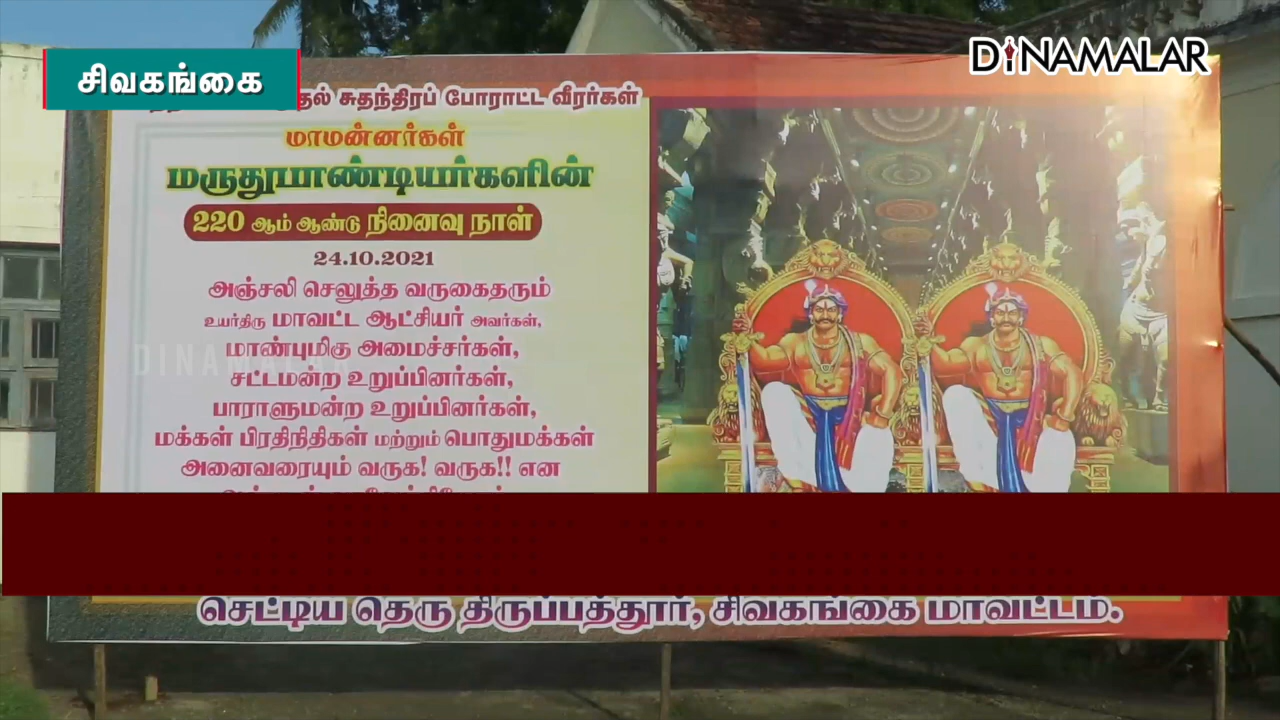 சிவகங்கை
DINAMALAR
சுதந்திரப் போராட்ட வீரர்கள்
மாமன்னர்கள்
மருதுபாண்டியர்களின்
220 ஆம் ஆண்டு நினைவு நாள்
24.10.2021
அஞ்சலி செலுத்த வருகைதரும்
உயர்திரு மாவட்ட ஆட்சியர் அவர்கள்,
மாண்புமிகு அமைச்சர்கள்,
DINAMALAR
சட்டமன்ற உறுப்பினர்கள்,
பாராளுமன்ற உறுப்பினர்கள்,
மக்கள் பிரதிநிதிகள் மற்றும் பொதுமக்கள்
அனைவரையும் வருக! வருக!! என
செட்டிய தெரு திருப்பத்தூர், சிவகங்கை மாவட்டம்.